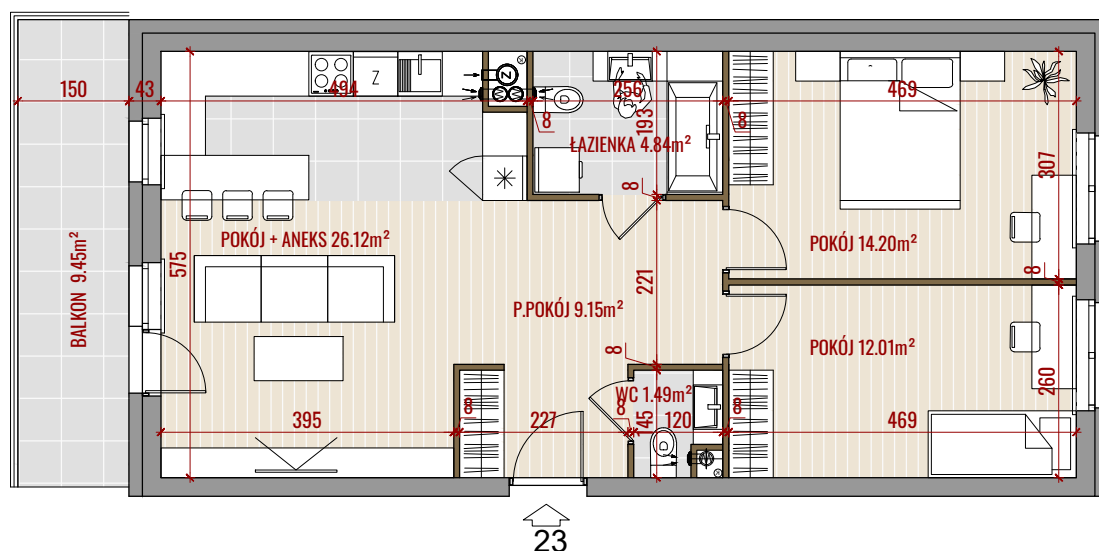 150
43
494
Z
Z
8
256
193
8
469
ŁAZIENKA 4.84m²
8
307
BALKON 9.45m²
575
POKÓJ + ANEKS 26.12m²
POKÓJ 14.20m²
221
8
P.POKÓJ 9.15m²
8
POKÓJ 12.01m²
260
WC 1.49m²
395
8
227
8
45
120
8
469
23